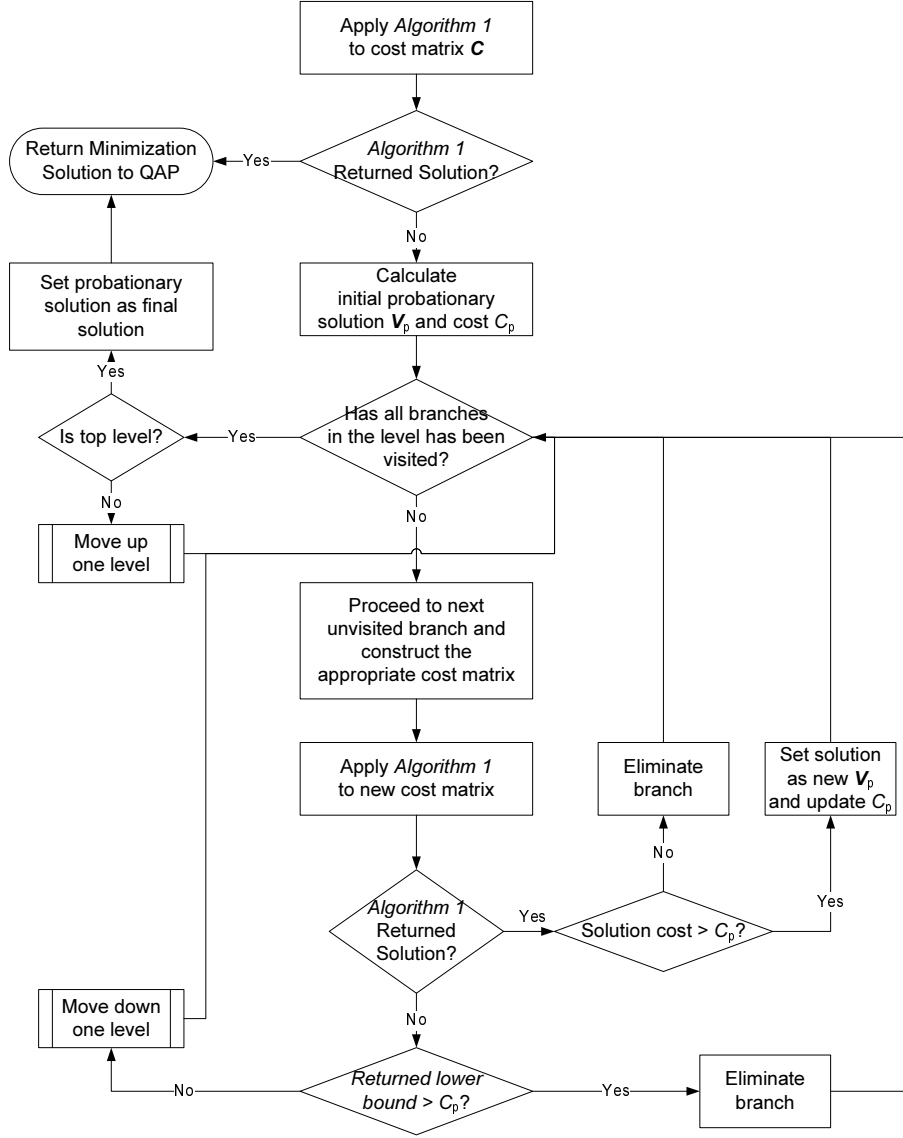 Apply Algorithm 1
to cost matrix C
Algorithm 1
Returned Solution?
Yes
Return Minimization
Solution to QAP
No
Calculate
initial probationary
solution Vp and cost Cp
Set probationary
solution as final
solution
Yes
Has all branches
in the level has been
visited?
Yes
Is top level?
No
Move up
one level
No
Proceed to next
unvisited branch and
construct the
appropriate cost matrix
Apply Algorithm 1
to new cost matrix
Eliminate
branch
Set solution
as new Vp
and update Cp
No
Yes
Algorithm 1
Returned
Solution?
Yes
Solution cost > Cp?
No
Move down
one level
No
Returned lower
bound > Cp?
Yes
Eliminate
branch